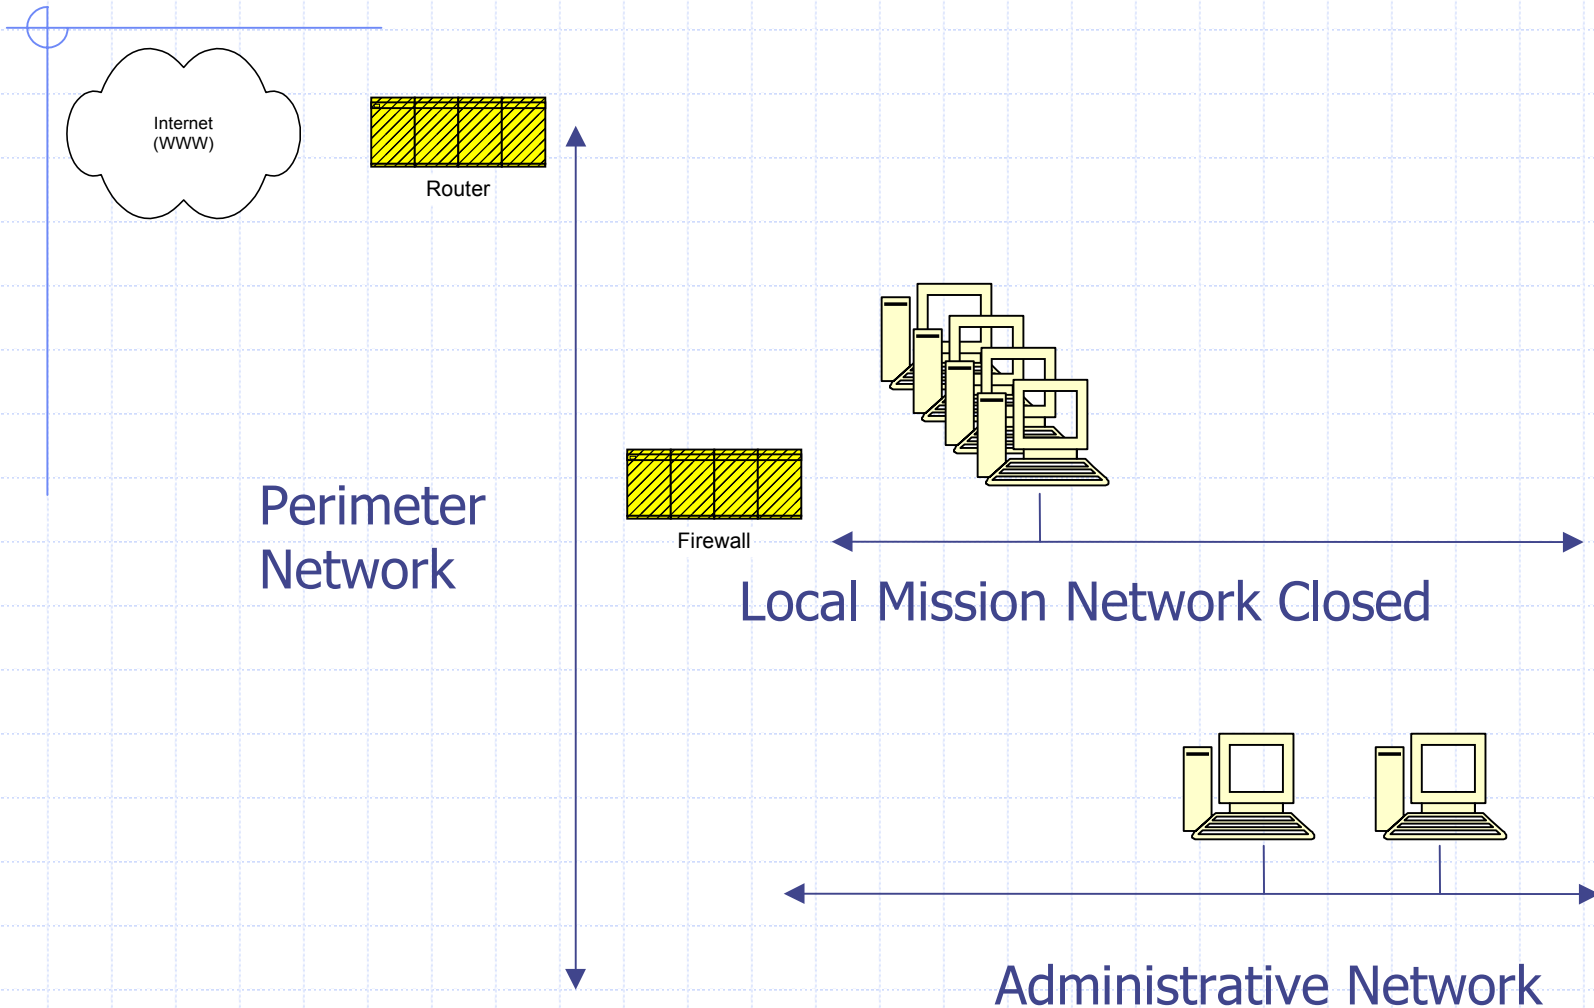 Internet
(WWW)
Router
Perimeter
Network
Firewall
Local Mission Network Closed
Administrative Network